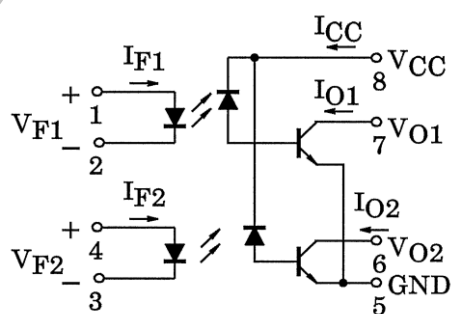 ICC
IF1
VCC
8
+
1
IO1
VF1
VO1
7
−
2
IF2
IO2
+
4
VO2
6
VF2
−
3
GND
5